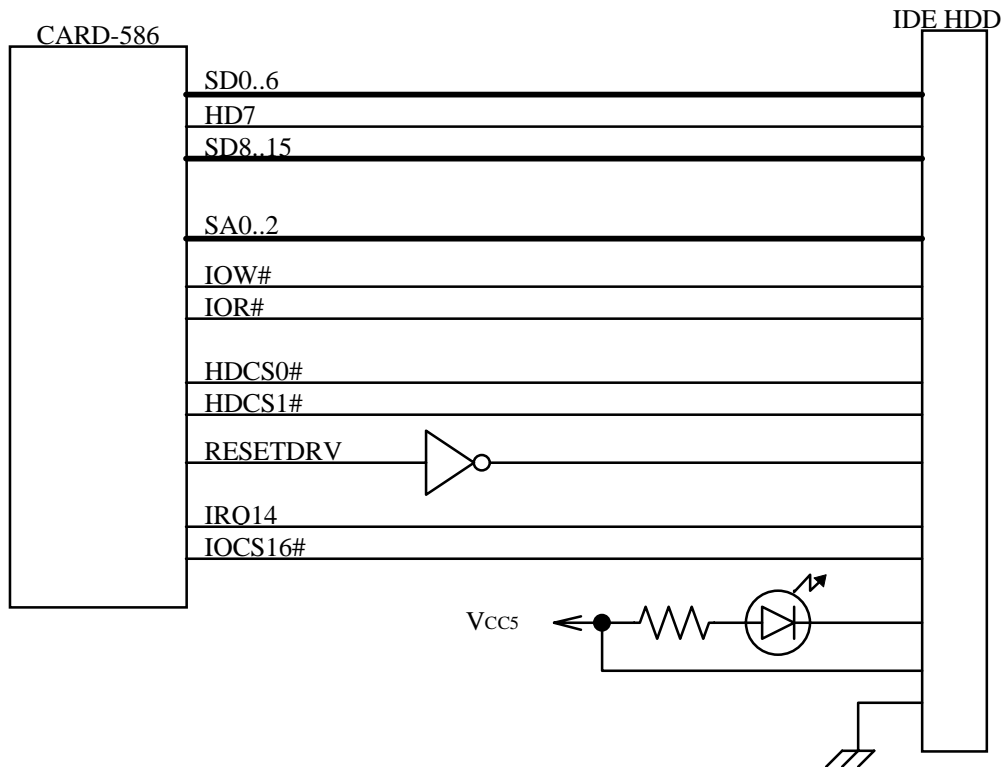 IDE HDD
CARD-586
SD0..6
HD7
SD8..15
SA0..2
IOW#
IOR#
HDCS0#
HDCS1#
RESETDRV
IRQ14
IOCS16#
VCC5